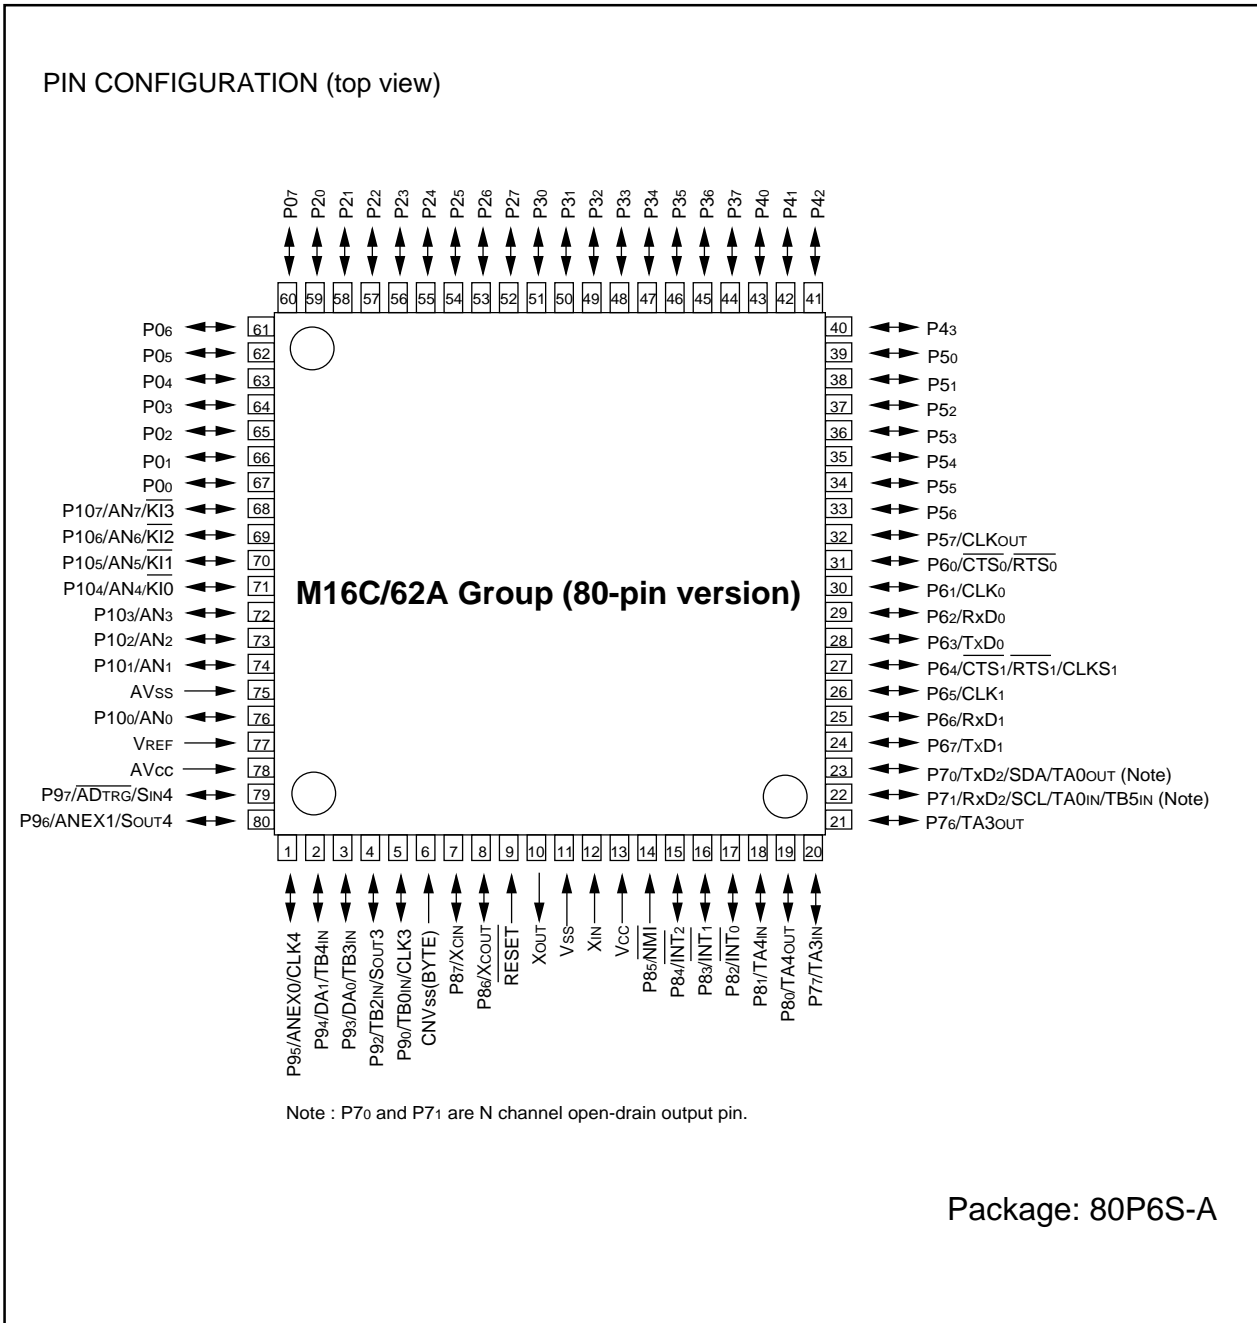 PIN CONFIGURATION (top view)
P07 P20 P21 P22 P23 P24 P25 P26 P27 P30 P31 P32 P33 P34 P35 P36 P37 P40 P41 P42
60 59 58 57 56 55 54 53 52 51 50 49 48 47 46 45 44 43 42 41
P06 61
P05 62
P04 63
P03 64
P02 65
P01 66
P00 67
P107/AN7/KI3 68
P106/AN6/KI2 69
P105/AN5/KI1 70
P104/AN4/KI0 71
P103/AN3 72
P102/AN2 73
P101/AN1 74
AVSS 75
P100/AN0 76
VREF 77
AVCC 78
P97/ADTRG/SIN4 79
P96/ANEX1/SOUT4 80
M16C/62A Group (80-pin version)
40 P43
39 P50
38 P51
37 P52
36 P53
35 P54
34 P55
33 P56
32 P57/CLKOUT
31 P60/CTS0/RTS0
30 P61/CLK0
29 P62/RxD0
28 P63/TxD0
27 P64/CTS1/RTS1/CLKS1
26 P65/CLK1
25 P66/RxD1
24 P67/TxD1
23 P70/TxD2/SDA/TA0OUT (Note)
22 P71/RxD2/SCL/TA0IN/TB5IN (Note)
21 P76/TA3OUT
1 2 3 4 5 6 7 8 9 10 11 12 13 14 15 16 17 18 19 20
P95/ANEX0/CLK4
P94/DA1/TB4IN
P93/DA0/TB3IN
P92/TB2IN/SOUT3
P90/TB0IN/CLK3
CNVSS(BYTE)
P87/XCIN
P86/XCOUT
RESET
XOUT
VSS
XIN
VCC
P85/NMI
P84/INT2
P83/INT1
P82/INT0
P81/TA4IN
P80/TA4OUT
P77/TA3IN
Note : P70 and P71 are N channel open-drain output pin.
Package: 80P6S-A